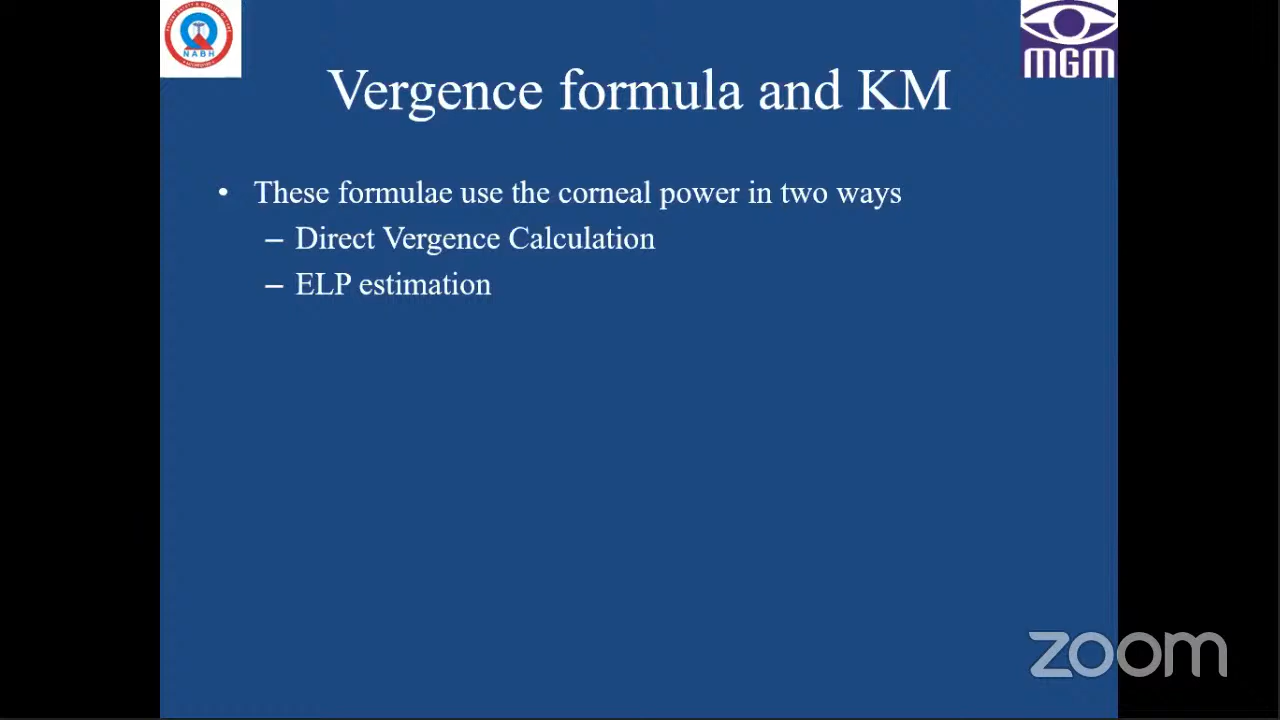 NABH
MGM
Vergence formula and KM
• These formulae use the corneal power in two ways
– Direct Vergence Calculation
– ELP estimation
zoom